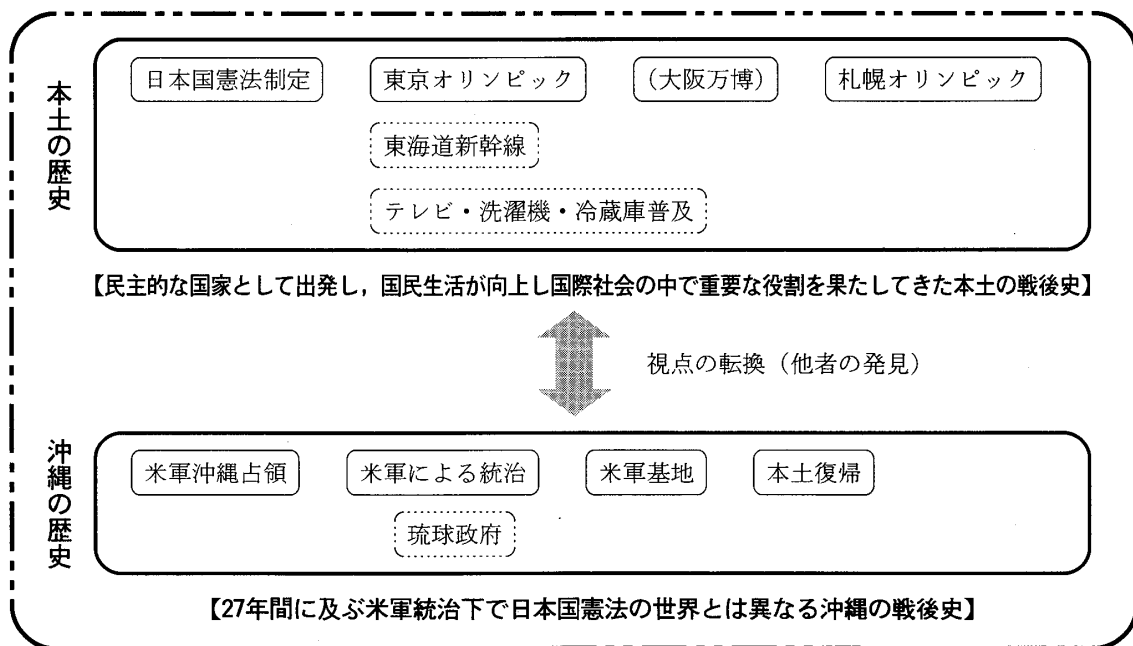 本土の歴史
日本国憲法制定
東京オリンピック
(大阪万博)
札幌オリンピック
東海道新幹線
テレビ・洗濯機・冷蔵庫普及
【民主的な国家として出発し,国民生活が向上し国際社会の中で重要な役割を果たしてきた本土の戦後史】
視点の転換(他者の発見)
沖縄の歴史
米軍沖縄占領
米軍による統治
米軍基地
本土復帰
琉球政府
【27年間に及ぶ米軍統治下で日本国憲法の世界とは異なる沖縄の戦後史】